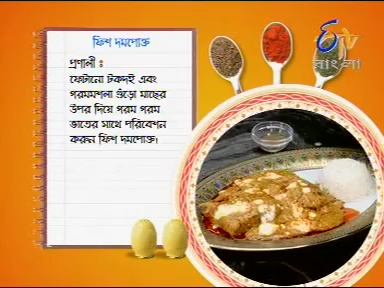 ফিশ দমপোক্ত
প্রণালী :
ফেটানো টকদই এবং
গরমমশলা গুঁড়ো মাছের
উপর দিয়ে গরম গরম
ভাতের সাথে পরিবেশন
করুন ফিশ দমপোক্ত।
eTV
বাংলা